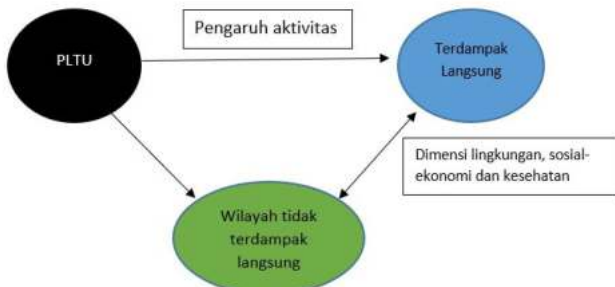 Pengaruh aktivitas
PLTU
Terdampak
Langsung
Dimensi lingkungan, sosial-
ekonomi dan kesehatan
Wilayah tidak
terdampak
langsung